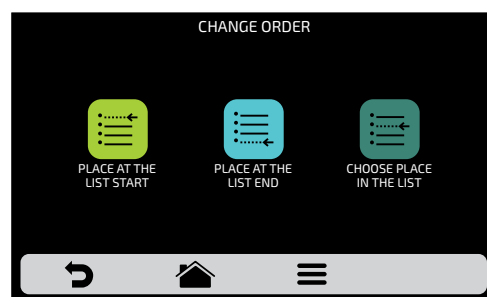 CHANGE ORDER
PLACE AT THE
LIST START
PLACE AT THE
LIST END
CHOOSE PLACE
IN THE LIST